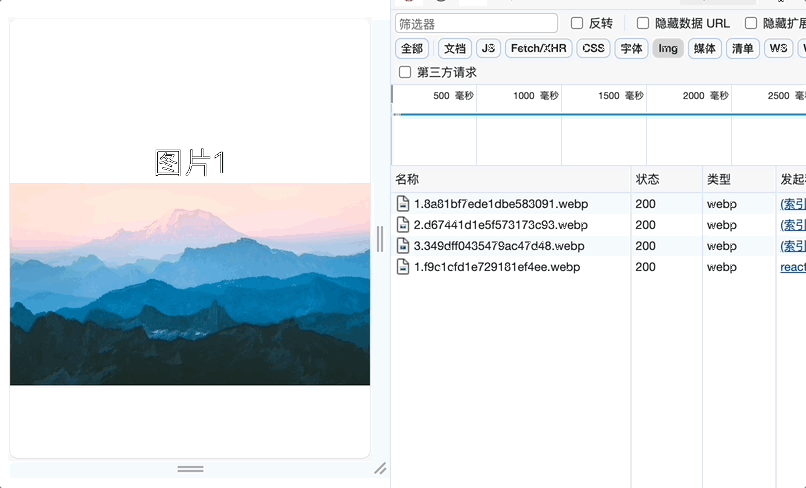 图片1
筛选器
反转
隐藏数据 URL
隐藏扩展
全部
文档
JS
Fetch/XHR
CSS
字体
Img
媒体
清单
WS
第三方请求
500 毫秒
1000 毫秒
1500 毫秒
2000 毫秒
2500 毫
名称 状态 类型 发起
1.8a81bf7ede1dbe583091.webp 200 webp (索引
2.d67441d1e5f573173c93.webp 200 webp (索引
3.349dff0435479ac47d48.webp 200 webp (索引
1.f9c1cfd1e729181ef4ee.webp 200 webp react